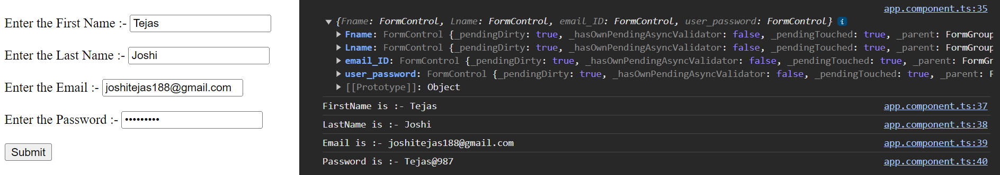 Enter the First Name :- Tejas
Enter the Last Name :- Joshi
Enter the Email :- joshitejas188@gmail.com
Enter the Password :- •••••••••
Submit
app.component.ts:35
▼ {Fname: FormControl, Lname: FormControl, email_ID: FormControl, user_password: FormControl} i
▶ Fname: FormControl {_pendingDirty: true, _hasOwnPendingAsyncValidator: false, _pendingTouched: true, _parent: FormGroup
▶ Lname: FormControl {_pendingDirty: true, _hasOwnPendingAsyncValidator: false, _pendingTouched: true, _parent: FormGroup
▶ email_ID: FormControl {_pendingDirty: true, _hasOwnPendingAsyncValidator: false, _pendingTouched: true, _parent: FormGr
▶ user_password: FormControl {_pendingDirty: true, _hasOwnPendingAsyncValidator: false, _pendingTouched: true, _parent: F
▶ [[Prototype]]: Object
FirstName is :- Tejas app.component.ts:37
LastName is :- Joshi app.component.ts:38
Email is :- joshitejas188@gmail.com app.component.ts:39
Password is :- Tejas@987 app.component.ts:40